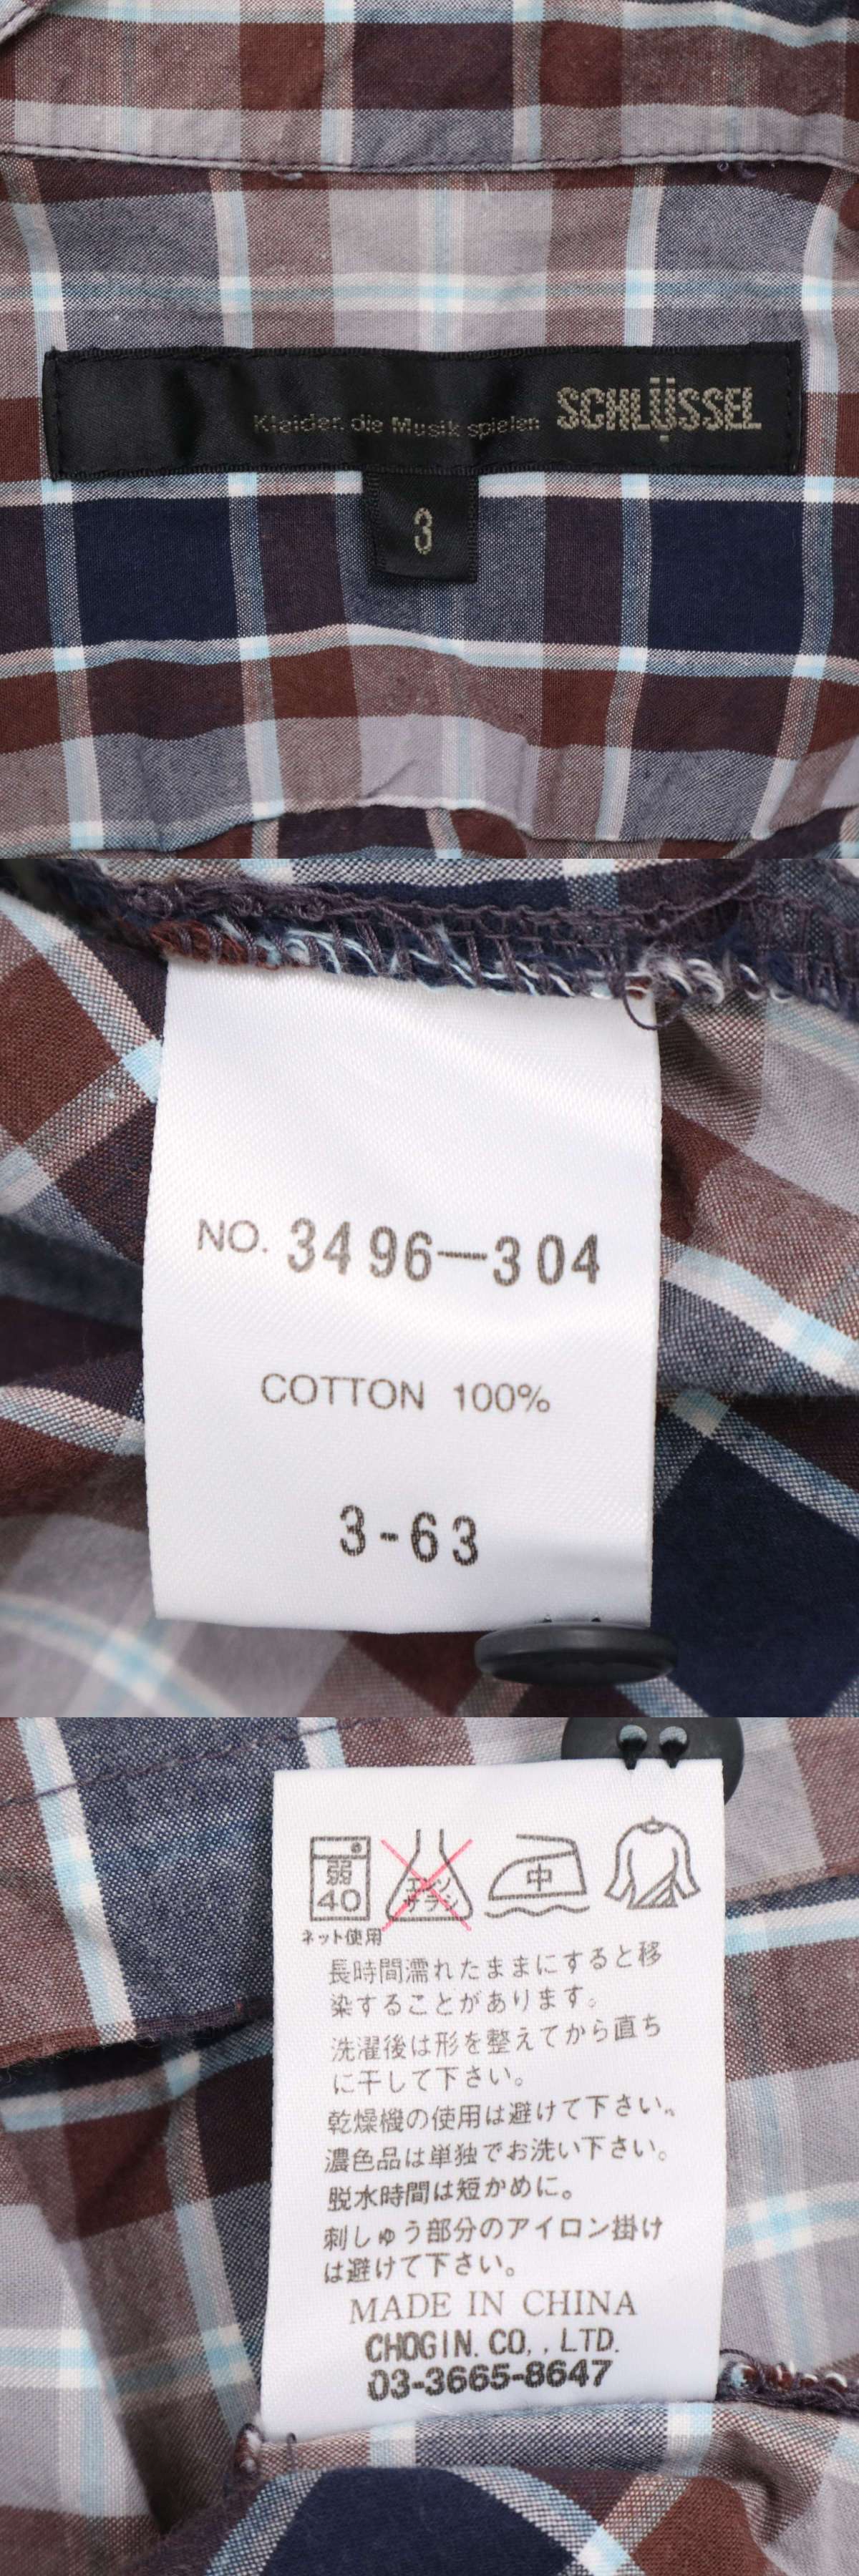 Kleider, die Musik spielen SCHLÜSSEL
3
NO. 3496—304
COTTON 100%
3-63
弱
40
エンソ
サラシ
中
ネット使用
長時間濡れたままにすると移
染することがあります。
洗濯後は形を整えてから直ち
に干して下さい。
乾燥機の使用は避けて下さい。
濃色品は単独でお洗い下さい。
脱水時間は短かめに。
刺しゅう部分のアイロン掛け
は避けて下さい。
MADE IN CHINA
CHOGIN. CO,. LTD.
03-3665-8647